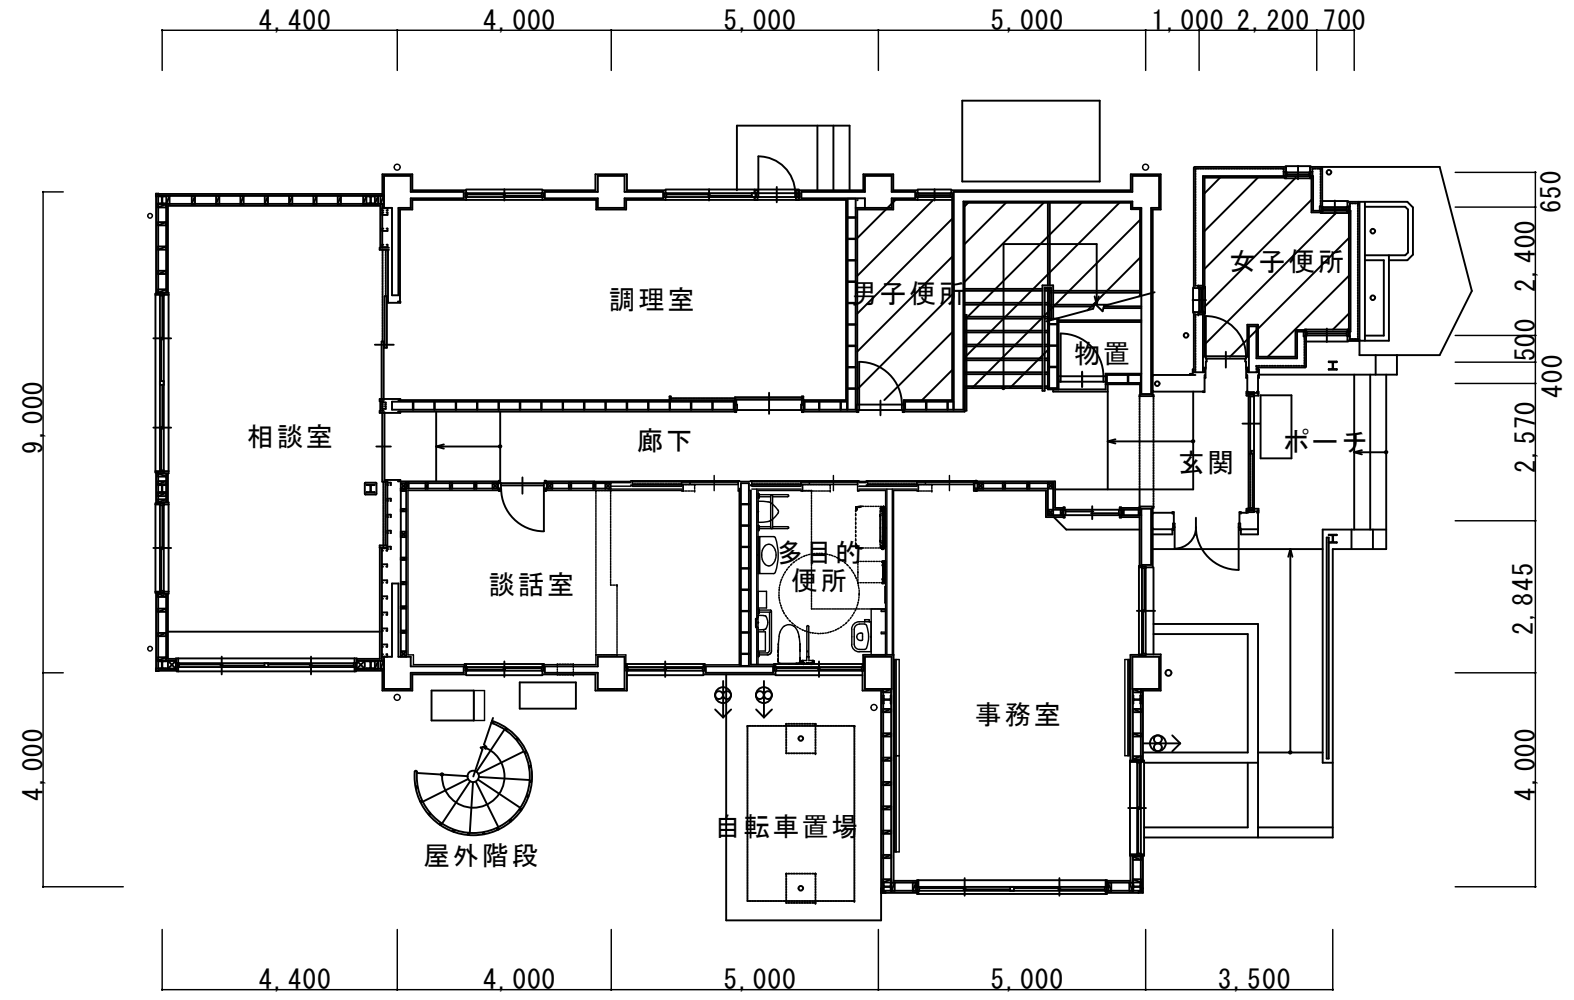 4,400
4,000
5,000
5,000
1,000
2,200
700
650
2,400
500
400
2,570
2,845
4,000
9,000
4,000
女子便所
調理室
男子便所
物置
相談室
廊下
ポーチ
玄関
多目的
便所
談話室
事務室
自転車置場
屋外階段
4,400
4,000
5,000
5,000
3,500